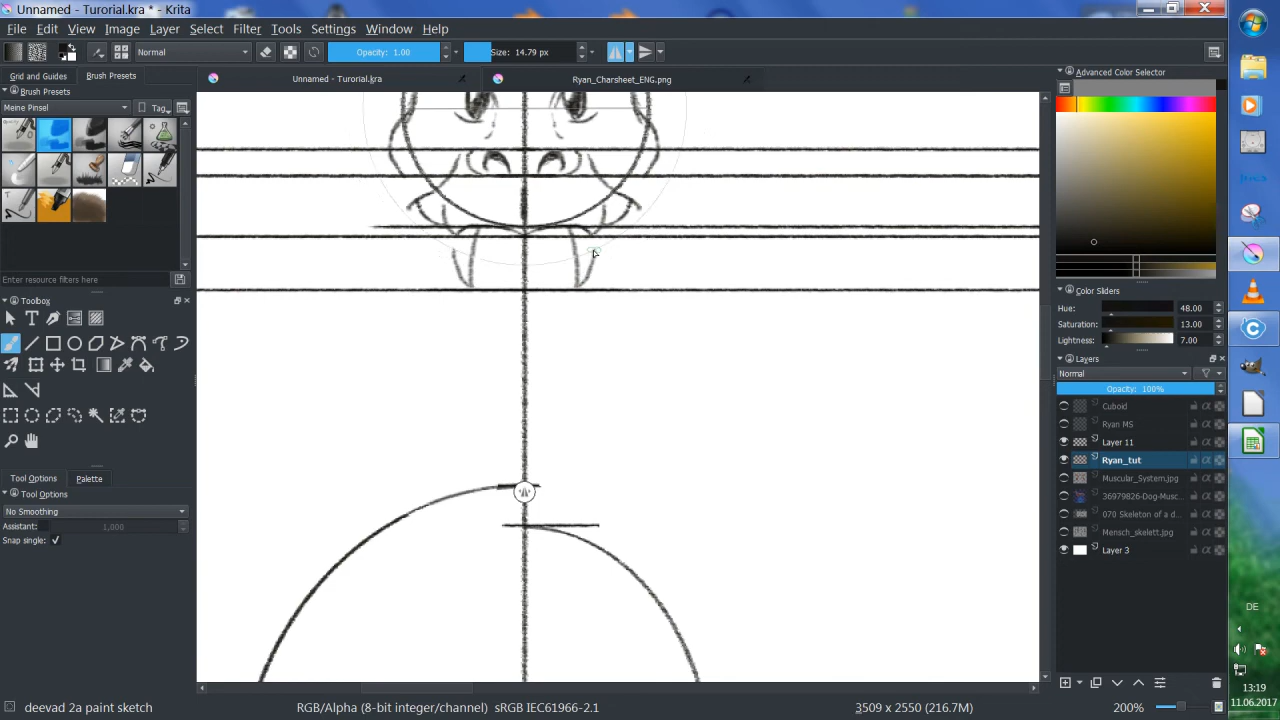 Unnamed - Turorial.kra * - Krita
File Edit View Image Layer Select Filter Tools Settings Window Help
Normal Opacity: 1.00 Size: 14.79 px
Grid and Guides Brush Presets
Unnamed - Turorial.kra Ryan_Charsheet_ENG.png
Brush Presets
Meine Pinsel Tag
Enter resource filters here
Toolbox
Tool Options Palette
Tool Options
No Smoothing
Assistant: 1,000
Snap single:
deevad 2a paint sketch RGB/Alpha (8-bit integer/channel) sRGB IEC61966-2.1 3509 x 2550 (216.7M) 200%
Advanced Color Selector
Color Sliders
Hue: 48.00
Saturation: 13.00
Lightness: 7.00
Layers
Normal
Opacity: 100%
Cuboid
Ryan MS
Layer 11
Ryan_tut
Muscular_System.jpg
36979826-Dog-Musc...
070 Skeleton of a d...
Mensch_skelett.jpg
Layer 3
DE
13:19
11.06.2017